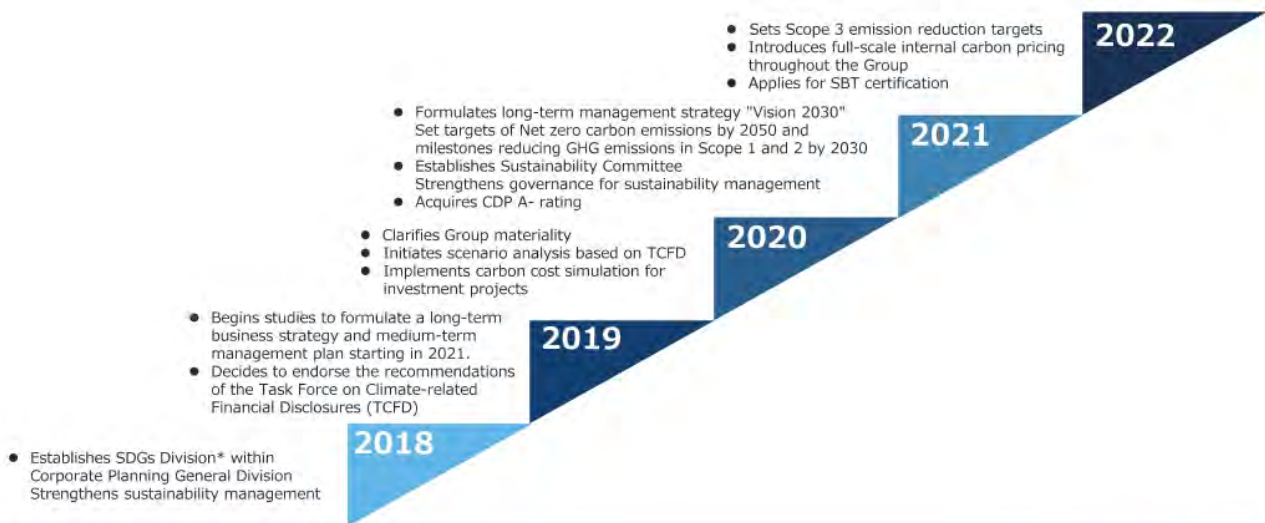 ● Sets Scope 3 emission reduction targets
● Introduces full-scale internal carbon pricing
throughout the Group
● Applies for SBT certification
2022
● Formulates long-term management strategy "Vision 2030"
Set targets of Net zero carbon emissions by 2050 and
milestones reducing GHG emissions in Scope 1 and 2 by 2030
● Establishes Sustainability Committee
Strengthens governance for sustainability management
● Acquires CDP A- rating
2021
● Clarifies Group materiality
● Initiates scenario analysis based on TCFD
● Implements carbon cost simulation for
investment projects
2020
● Begins studies to formulate a long-term
business strategy and medium-term
management plan starting in 2021.
● Decides to endorse the recommendations
of the Task Force on Climate-related
Financial Disclosures (TCFD)
2019
● Establishes SDGs Division* within
Corporate Planning General Division
Strengthens sustainability management
2018